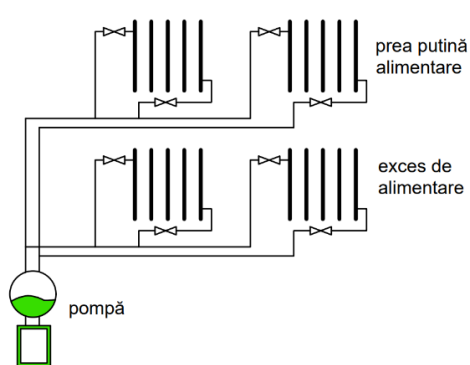 prea putină
alimentare
exces de
alimentare
pompă